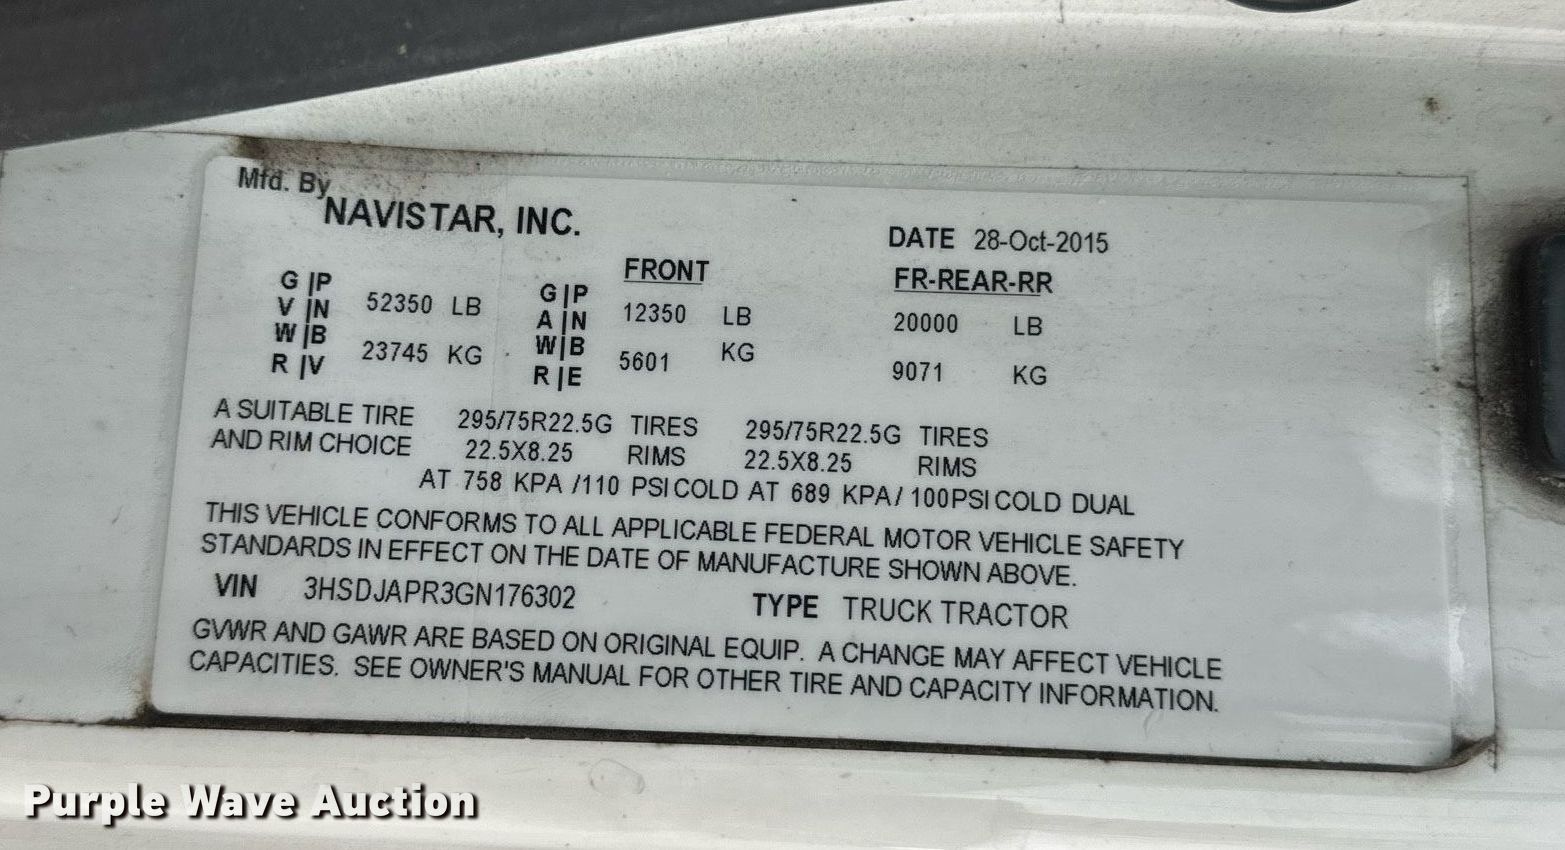 Mfd. By
NAVISTAR, INC.
DATE 28-Oct-2015
FRONT
FR-REAR-RR
G|P
V|N 52350 LB
W|B
R|V 23745 KG
G|P
A|N 12350 LB 20000 LB
W|B
R|E 5601 KG 9071 KG
A SUITABLE TIRE 295/75R22.5G TIRES 295/75R22.5G TIRES
AND RIM CHOICE 22.5X8.25 RIMS 22.5X8.25 RIMS
AT 758 KPA /110 PSI COLD AT 689 KPA/ 100PSI COLD DUAL
THIS VEHICLE CONFORMS TO ALL APPLICABLE FEDERAL MOTOR VEHICLE SAFETY
STANDARDS IN EFFECT ON THE DATE OF MANUFACTURE SHOWN ABOVE.
VIN 3HSDJAPR3GN176302 TYPE TRUCK TRACTOR
GVWR AND GAWR ARE BASED ON ORIGINAL EQUIP. A CHANGE MAY AFFECT VEHICLE
CAPACITIES. SEE OWNER'S MANUAL FOR OTHER TIRE AND CAPACITY INFORMATION.
Purple Wave Auction